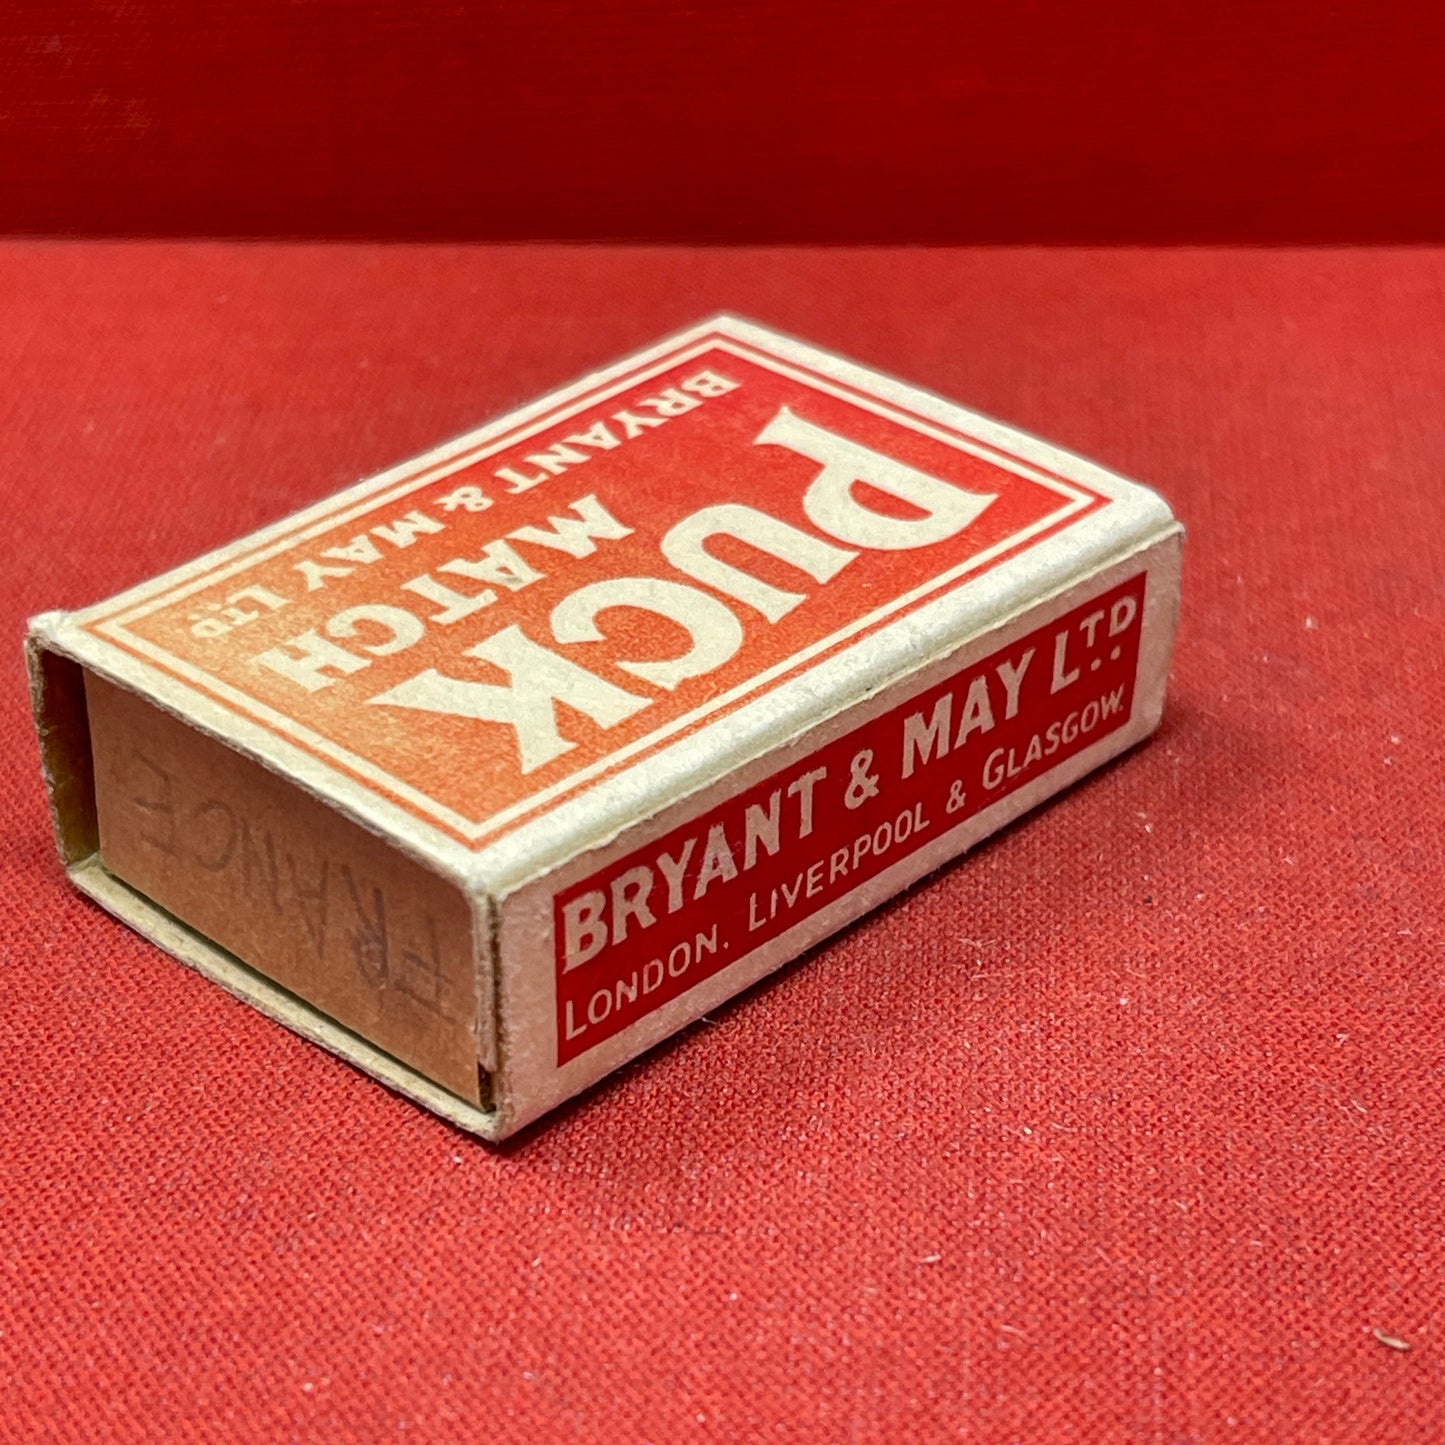 PUCK
MATCH
BRYANT & MAY LTD
BRYANT & MAY LTD
LONDON, LIVERPOOL & GLASGOW.
FRANCE